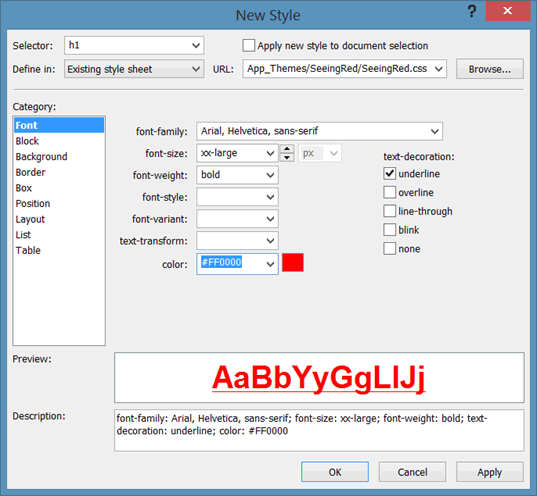 New Style
?
Selector: h1 Apply new style to document selection
Define in: Existing style sheet URL: App_Themes/SeeingRed/SeeingRed.css Browse...
Category:
Font
Block
Background
Border
Box
Position
Layout
List
Table
font-family: Arial, Helvetica, sans-serif
font-size: xx-large px
font-weight: bold
font-style:
font-variant:
text-transform:
color: #FF0000
text-decoration:
underline
overline
line-through
blink
none
Preview: AaBbYyGgLlJj
Description: font-family: Arial, Helvetica, sans-serif; font-size: xx-large; font-weight: bold; text-
decoration: underline; color: #FF0000
OK Cancel Apply